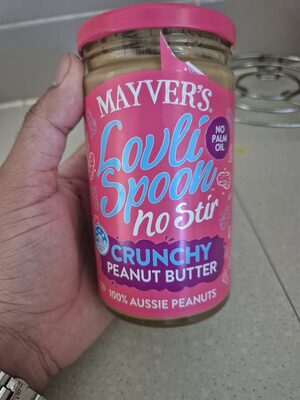 MAYVER'S
NO
PALM
OIL
Lovli
Spoon
no stir
CRUNCHY
PEANUT BUTTER
100% AUSSIE PEANUTS